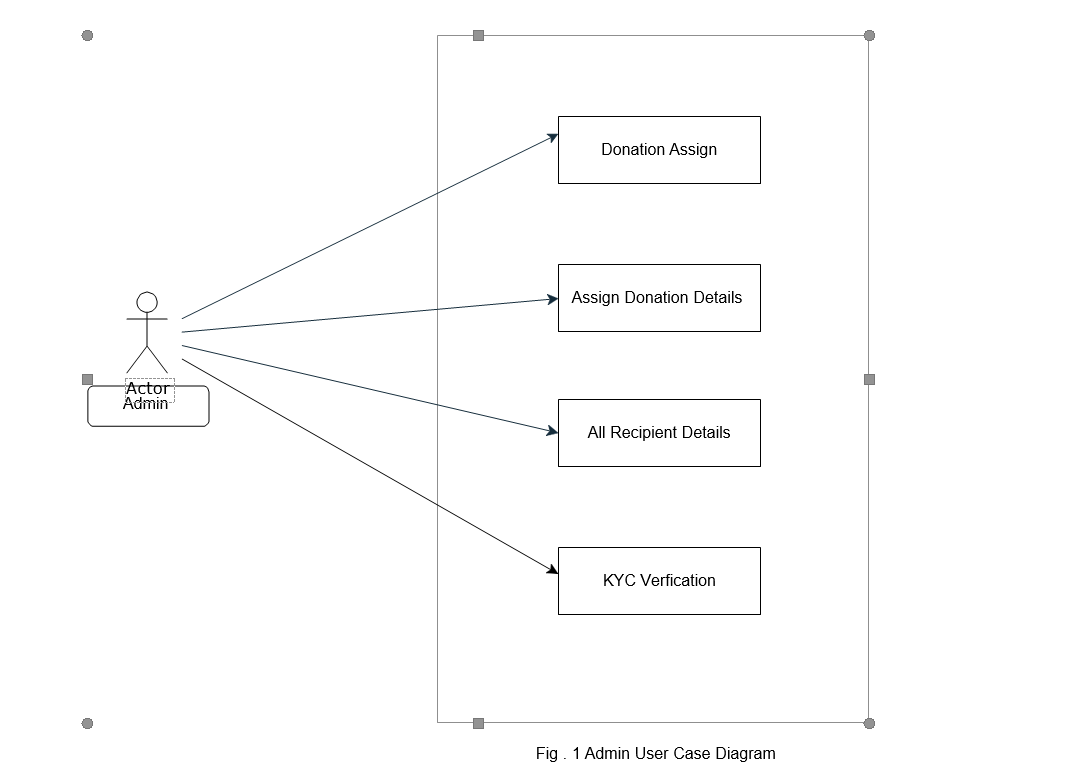 Donation Assign
Assign Donation Details
Actor
Admin
All Recipient Details
KYC Verfication
Fig . 1 Admin User Case Diagram